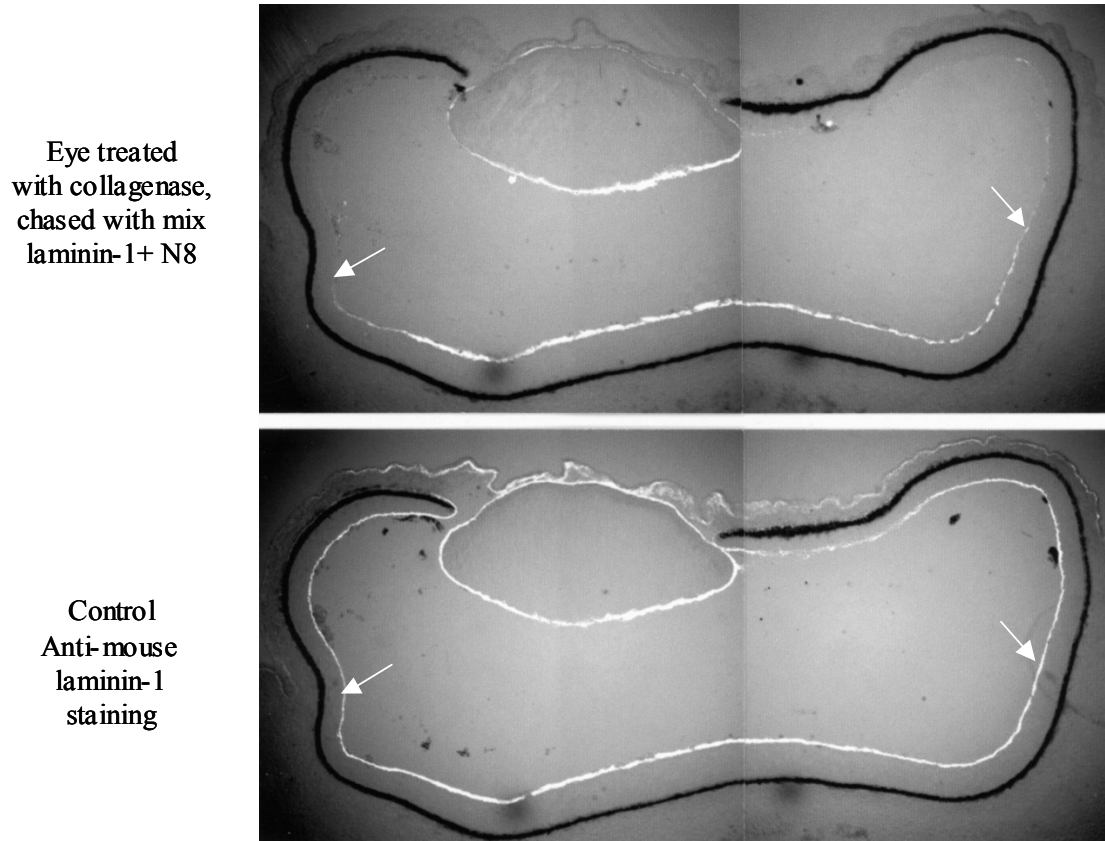 Eye treated
with collagenase,
chased with mix
laminin-1+ N8
Control
Anti-mouse
laminin-1
staining